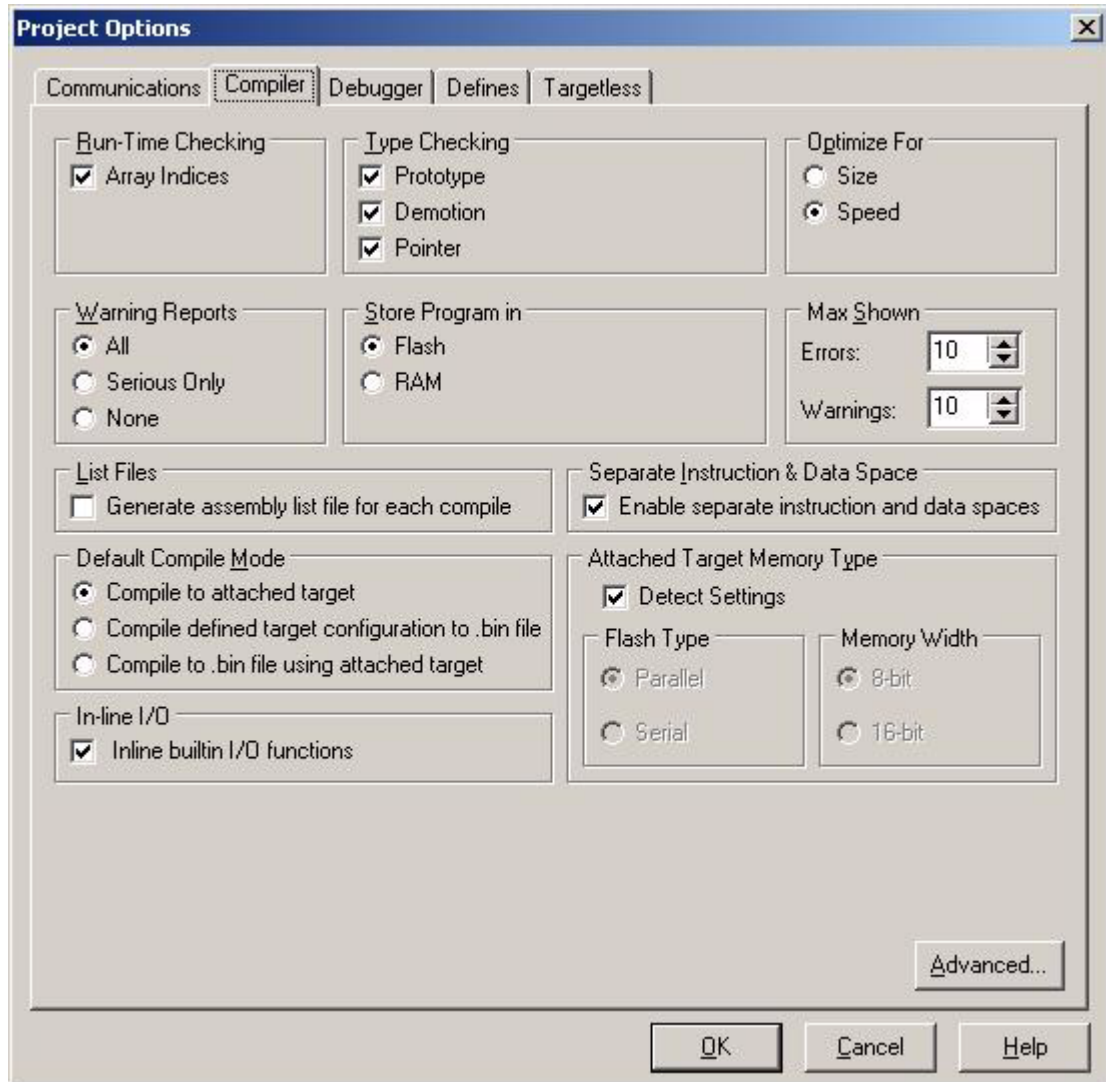 Project Options
Communications Compiler Debugger Defines Targetless
Run-Time Checking
Array Indices
Type Checking
Prototype
Demotion
Pointer
Optimize For
Size
Speed
Warning Reports
All
Serious Only
None
Store Program in
Flash
RAM
Max Shown
Errors: 10
Warnings: 10
List Files
Generate assembly list file for each compile
Separate Instruction & Data Space
Enable separate instruction and data spaces
Default Compile Mode
Compile to attached target
Compile defined target configuration to .bin file
Compile to .bin file using attached target
Attached Target Memory Type
Detect Settings
Flash Type
Parallel
Serial
Memory Width
8-bit
16-bit
In-line I/O
Inline builtin I/O functions
Advanced...
OK Cancel Help